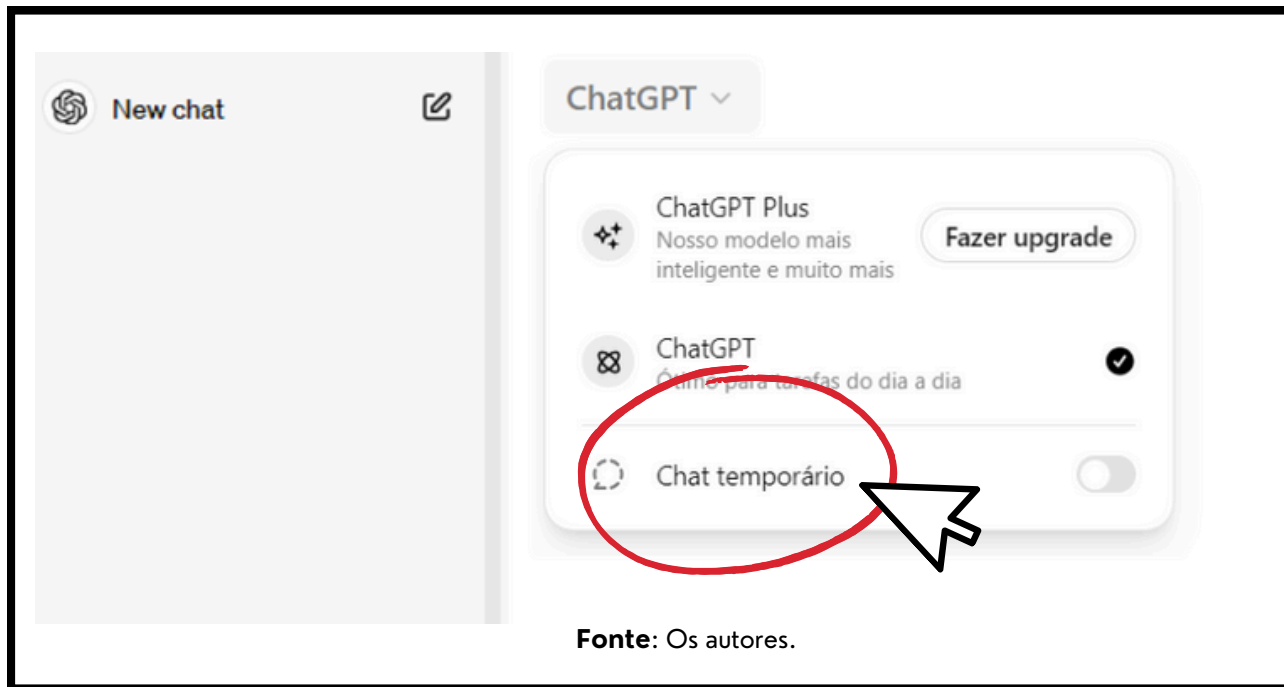 New chat
ChatGPT
ChatGPT Plus
Nosso modelo mais
inteligente e muito mais
Fazer upgrade
ChatGPT
Ótimo para tarefas do dia a dia
Chat temporário
Fonte: Os autores.